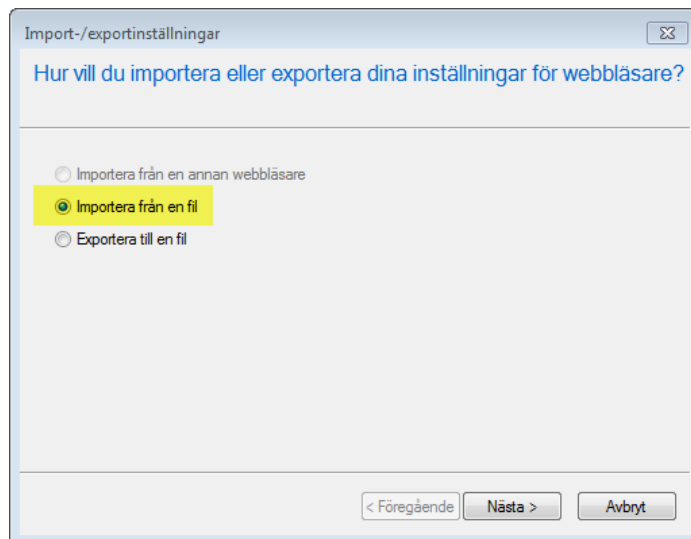 Import-/exportinställningar
Hur vill du importera eller exportera dina inställningar för webbläsare?
Importera från en annan webbläsare
Importera från en fil
Exportera till en fil
< Föregående Nästa > Avbryt